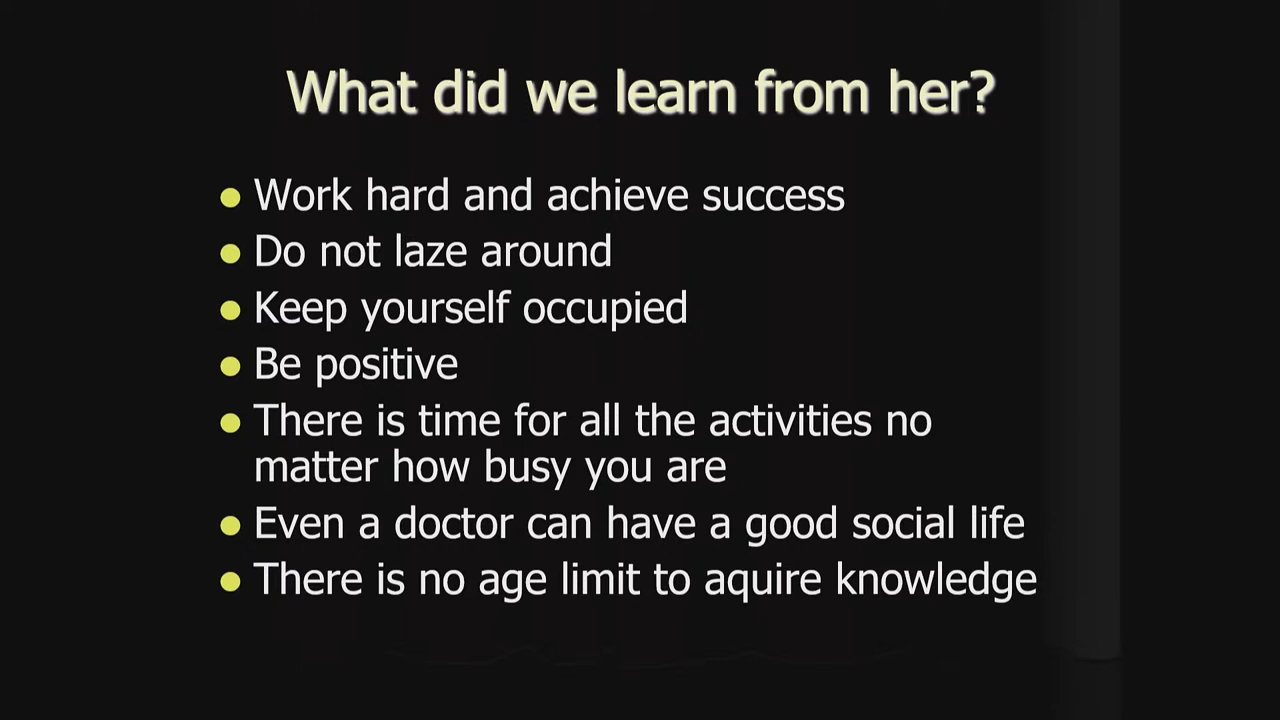 What did we learn from her?
Work hard and achieve success
Do not laze around
Keep yourself occupied
Be positive
There is time for all the activities no
matter how busy you are
Even a doctor can have a good social life
There is no age limit to aquire knowledge